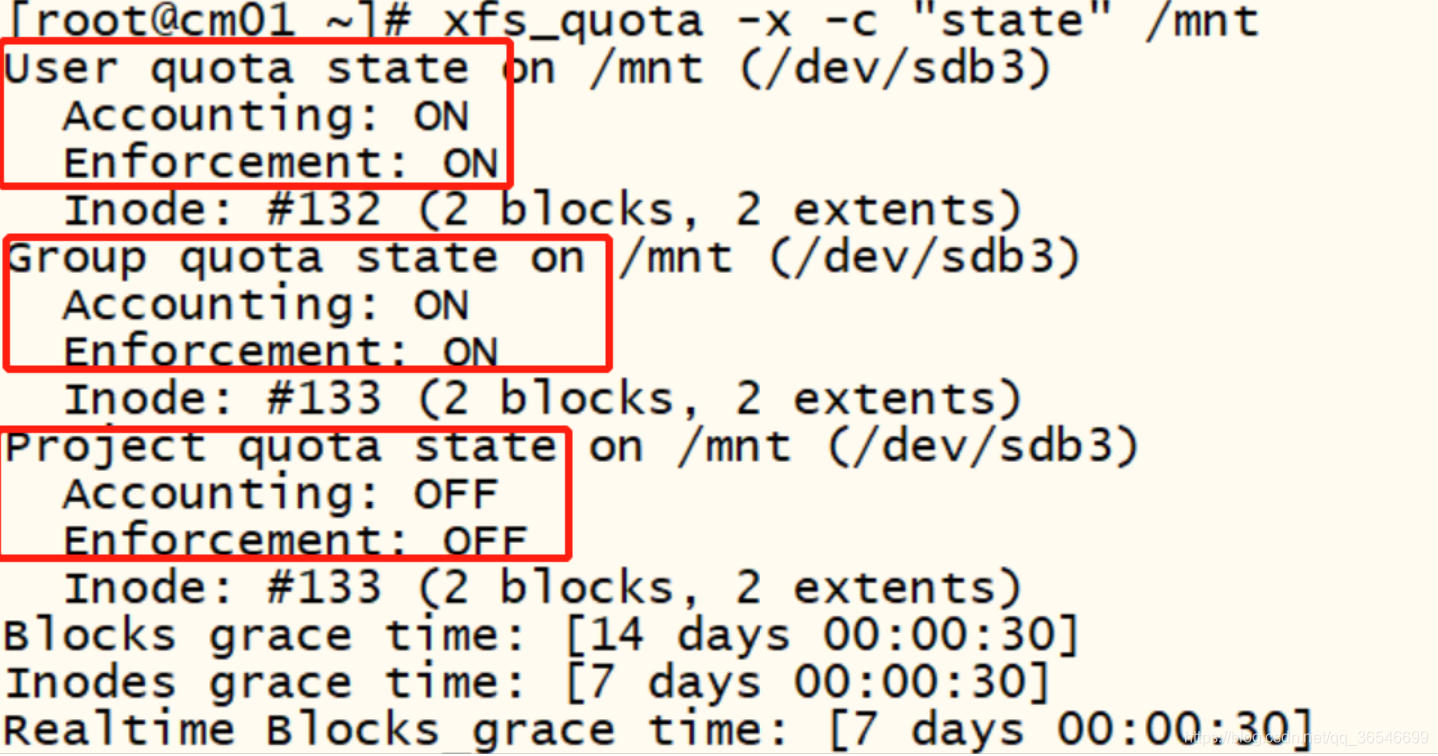 [root@cm01 ~]# xfs_quota -x -c "state" /mnt
User quota state on /mnt (/dev/sdb3)
  Accounting: ON
  Enforcement: ON
  Inode: #132 (2 blocks, 2 extents)
Group quota state on /mnt (/dev/sdb3)
  Accounting: ON
  Enforcement: ON
  Inode: #133 (2 blocks, 2 extents)
Project quota state on /mnt (/dev/sdb3)
  Accounting: OFF
  Enforcement: OFF
  Inode: #133 (2 blocks, 2 extents)
Blocks grace time: [14 days 00:00:30]
Inodes grace time: [7 days 00:00:30]
Realtime Blocks grace time: [7 days 00:00:30]
https://blog.csdn.net/qq_36546699